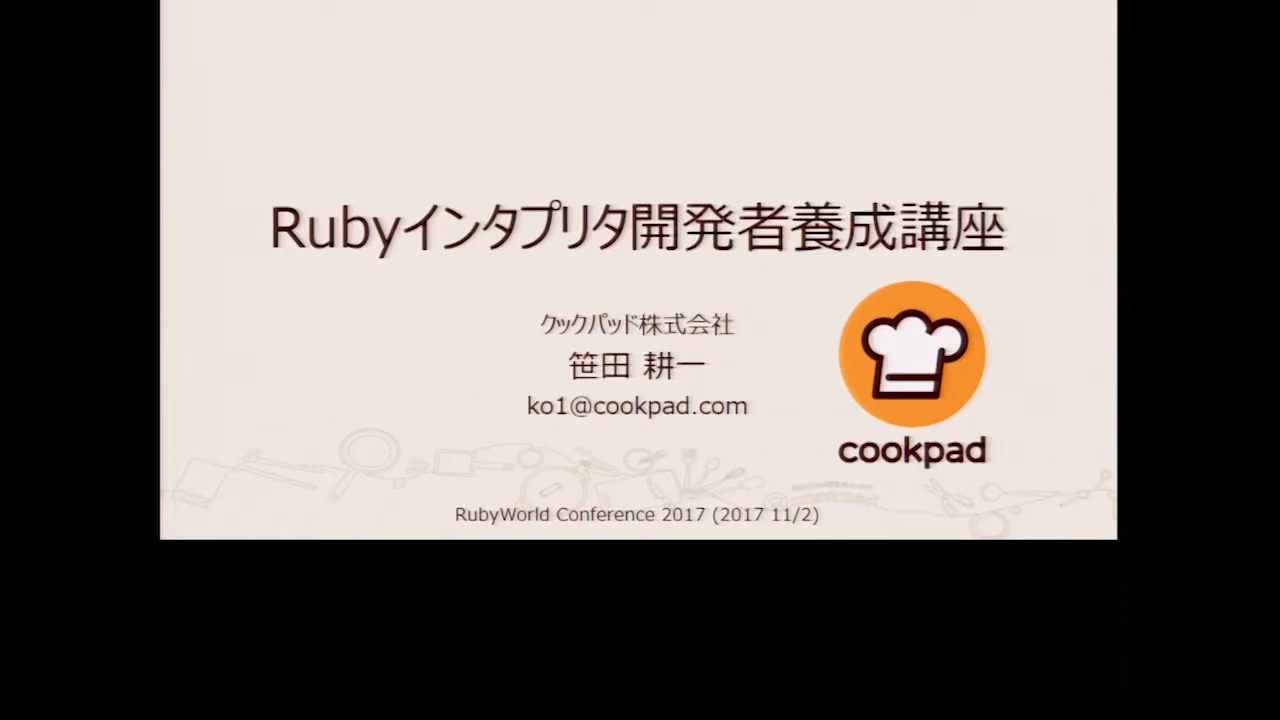 Rubyインタプリタ開発者養成講座
クックパッド株式会社
笹田 耕一
ko1@cookpad.com
cookpad
RubyWorld Conference 2017 (2017 11/2)